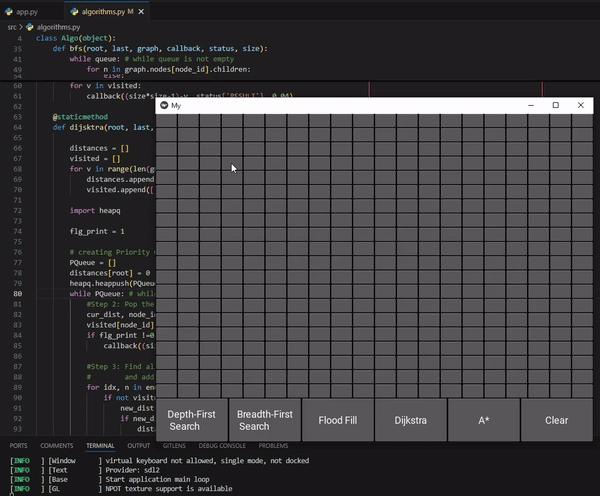 app.py
algorithms.py M
src > algorithms.py
4 class Algo(object):
35 def bfs(root, last, graph, callback, status, size):
41 while queue: # while queue is not empty
49 for n in graph.nodes[node_id].children:
54 else:
60 for v in visited:
61 callback((size*size-1)-v, status['RESULT'], 0.04)
62
My
63 @staticmethod
64 def dijsktra(root, last,
65
66 distances = []
67 visited = []
68 for v in range(len(g
69 distances.append
70 visited.append([
71
72 import heapq
73
74 flg_print = 1
75
76 # creating Priority
77 PQueue = []
78 distances[root] = 0
79 heapq.heappush(PQueu
80 while PQueue: # whil
81 #Step 2: Pop the
82 cur_dist, node_i
83 visited[node_id]
84 if flg_print !=0
85 callback((si
86
87 #Step 3: Find al
88 # and add
89 for idx, n in en
90 if not visit
91 new_dist
92 if new_d
93 dist
Depth-First Search
Breadth-First Search
Flood Fill
Dijkstra
A*
Clear
PORTS COMMENTS TERMINAL OUTPUT GITLENS DEBUG CONSOLE PROBLEMS
[INFO ] [Window ] virtual keyboard not allowed, single mode, not docked
[INFO ] [Text ] Provider: sdl2
[INFO ] [Base ] Start application main loop
[INFO ] [GL ] NPOT texture support is available